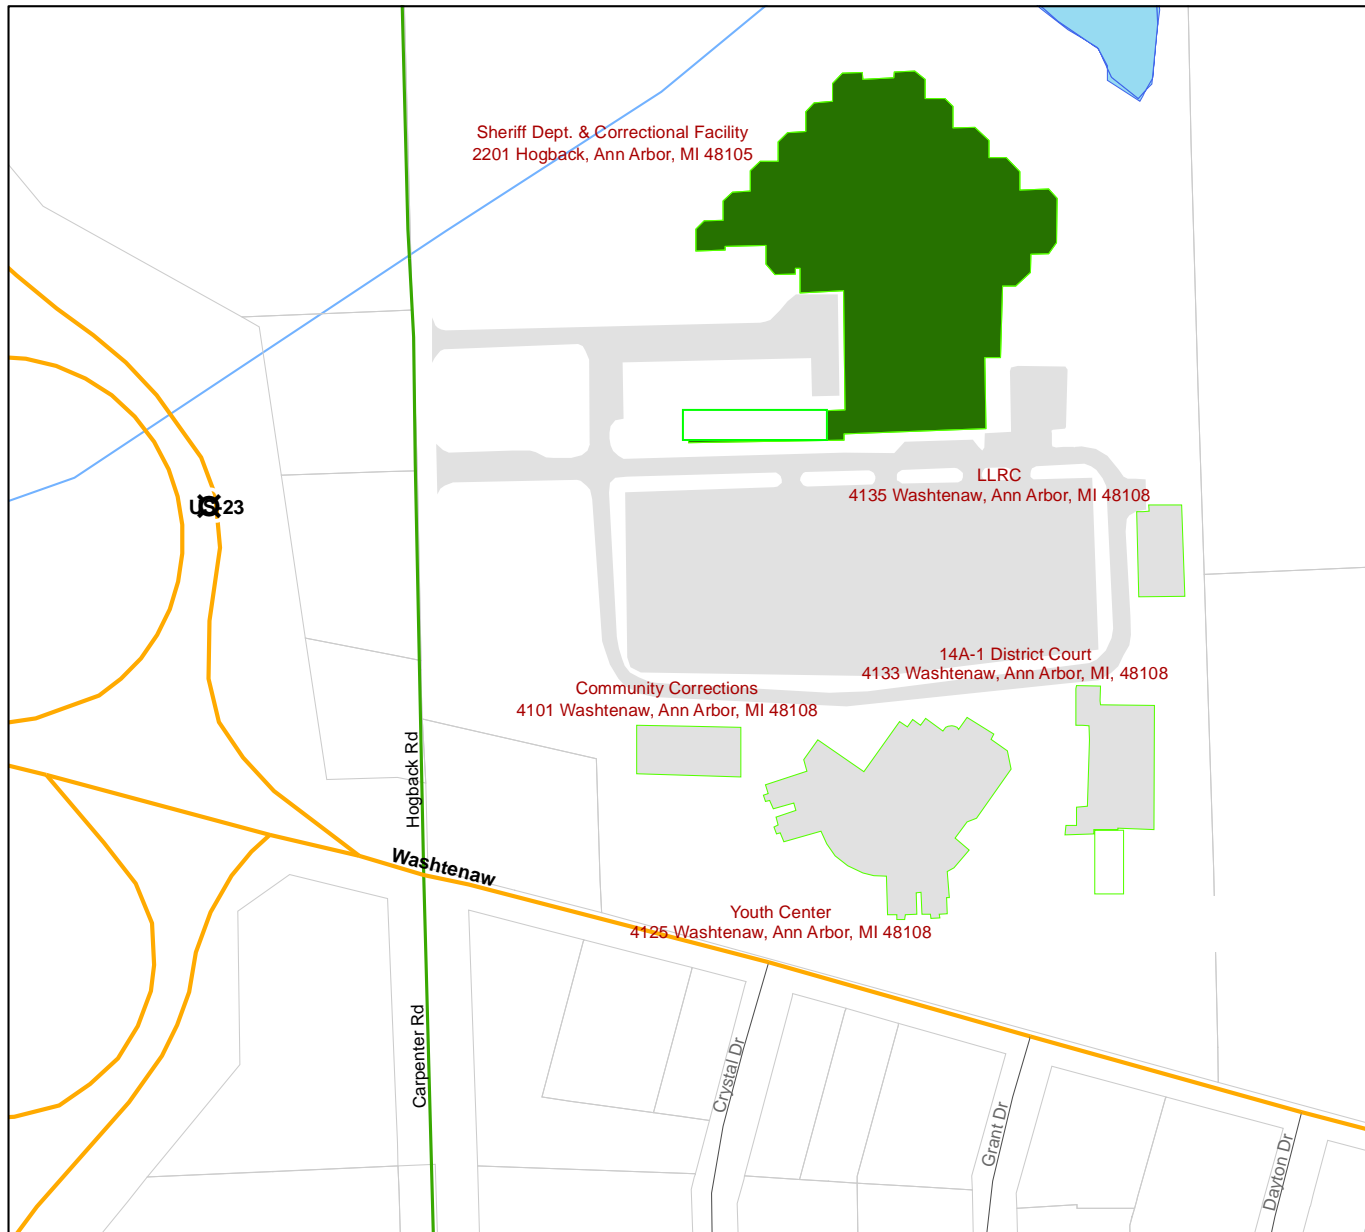 Sheriff Dept. & Correctional Facility
2201 Hogback, Ann Arbor, MI 48105
LLRC
4135 Washtenaw, Ann Arbor, MI 48108
US-23
14A-1 District Court
4133 Washtenaw, Ann Arbor, MI, 48108
Community Corrections
4101 Washtenaw, Ann Arbor, MI 48108
Hogback Rd
Washtenaw
Youth Center
4125 Washtenaw, Ann Arbor, MI 48108
Carpenter Rd
Crystal Dr
Grant Dr
Dayton Dr